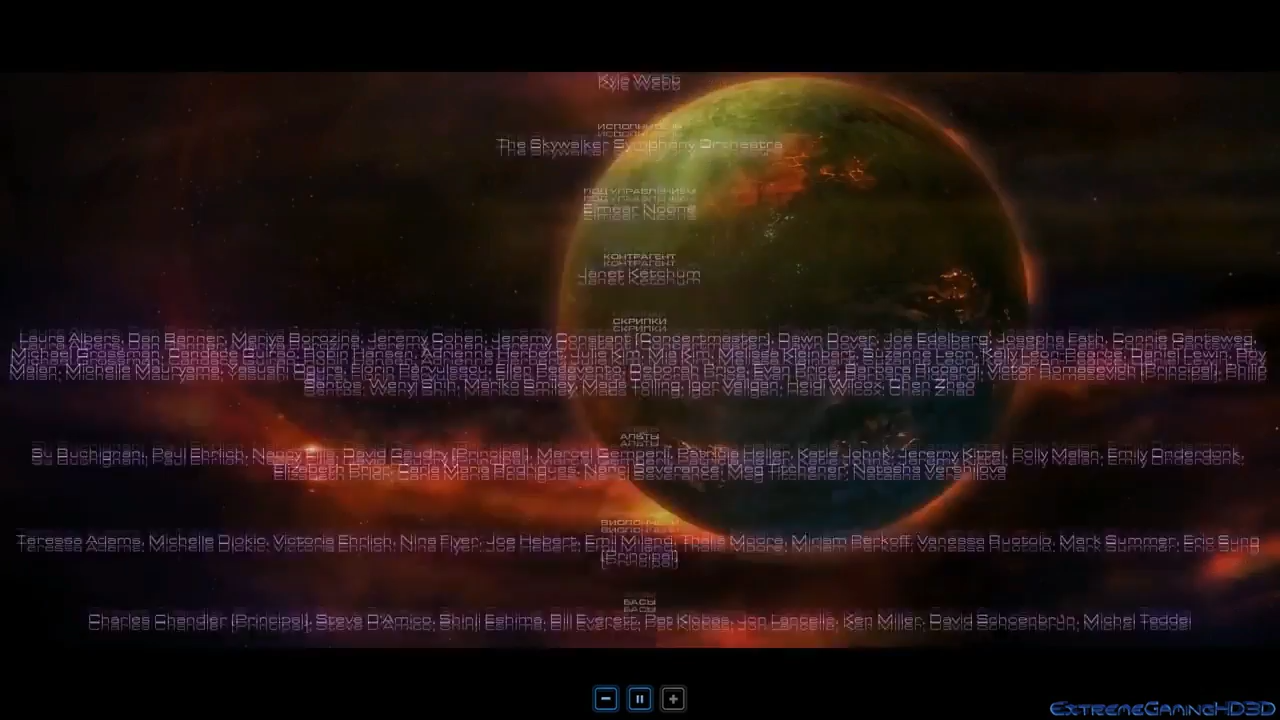 Kyle Webb
The Skywalker Symphony Orchestra
ПОД УПРАВЛЕНИЕМ
Eimear Noone
КОНТРАГЕНТ
Janet Ketchum
СКРИПКИ
Laura Albers, Dan Banner, Mariya Borozina, Jeremy Cohen, Jeremy Constant (Concertmaster), Dawn Dover, Joe Edelberg, Josepha Fath, Connie Gantsweg,
Michael Grossman, Candace Guirao, Robin Hansen, Adrienne Herbert, Julie Kim, Mia Kim, Melissa Kleinbart, Suzanne Leon, Kelly Leon-Pearce, Daniel Lewin, Roy
Malan, Michelle Maruyama, Yasushi Ogura, Eden Ellen Pesavento, Deborah Price, Evan Price, Barbara Riccardi, Victor Romasevich (Principal), Philip
Santos, Wenyi Shih, Mariko Smiley, Mads Tolling, Igor Veligan, Heidi Wilcox, Chen Zhao
АЛЬТЫ
Su Buchignani, Paul Ehrlich, Nancy Ellis, David Gaudry (Principal), Marcel Gemperli, Pamela Heller, Katie Johnk, Jeremy Kittel, Polly Malan, Emily Onderdonk,
Elizabeth Prior, Carla Maria Rodrigues, Nanci Severance, Meg Titchener, Natasha Vershilova
ВИОЛОНЧЕЛИ
Teressa Adams, Michelle Djokic, Victoria Ehrlich, Nina Flyer, Joe Hebert, Emil Miland, Thalia Moore, Miriam Perkoff, Vanessa Ruotolo, Mark Summer, Eric Sung
(Principal)
БАСЫ
Charles Chandler (Principal), Steve D'Amico, Shinji Eshima, Bill Everett, Pat Klobas, Jon Lancelle, Ken Miller, David Schoenbrun, Michel Taddei
ExtremeGamingHD3D